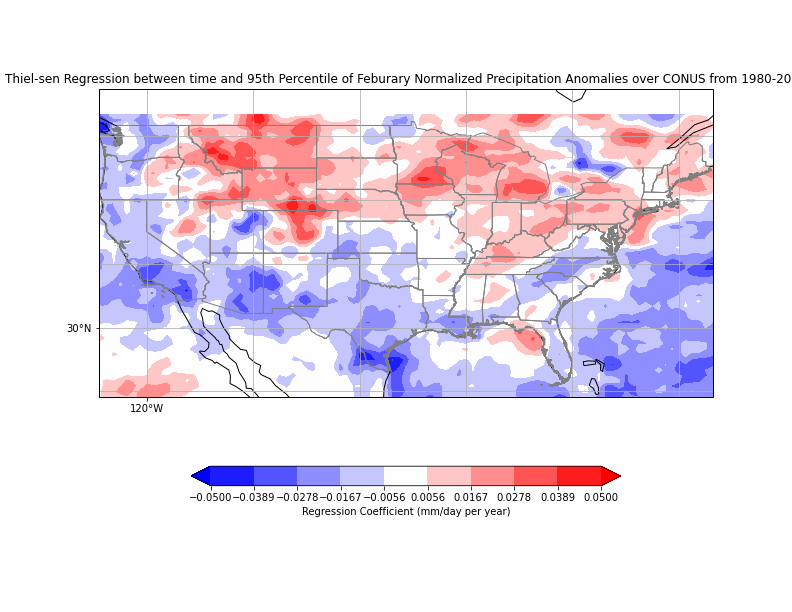 Thiel-sen Regression between time and 95th Percentile of Feburary Normalized Precipitation Anomalies over CONUS from 1980-20
30°N
120°W
−0.0500 −0.0389 −0.0278 −0.0167 −0.0056 0.0056 0.0167 0.0278 0.0389 0.0500
Regression Coefficient (mm/day per year)